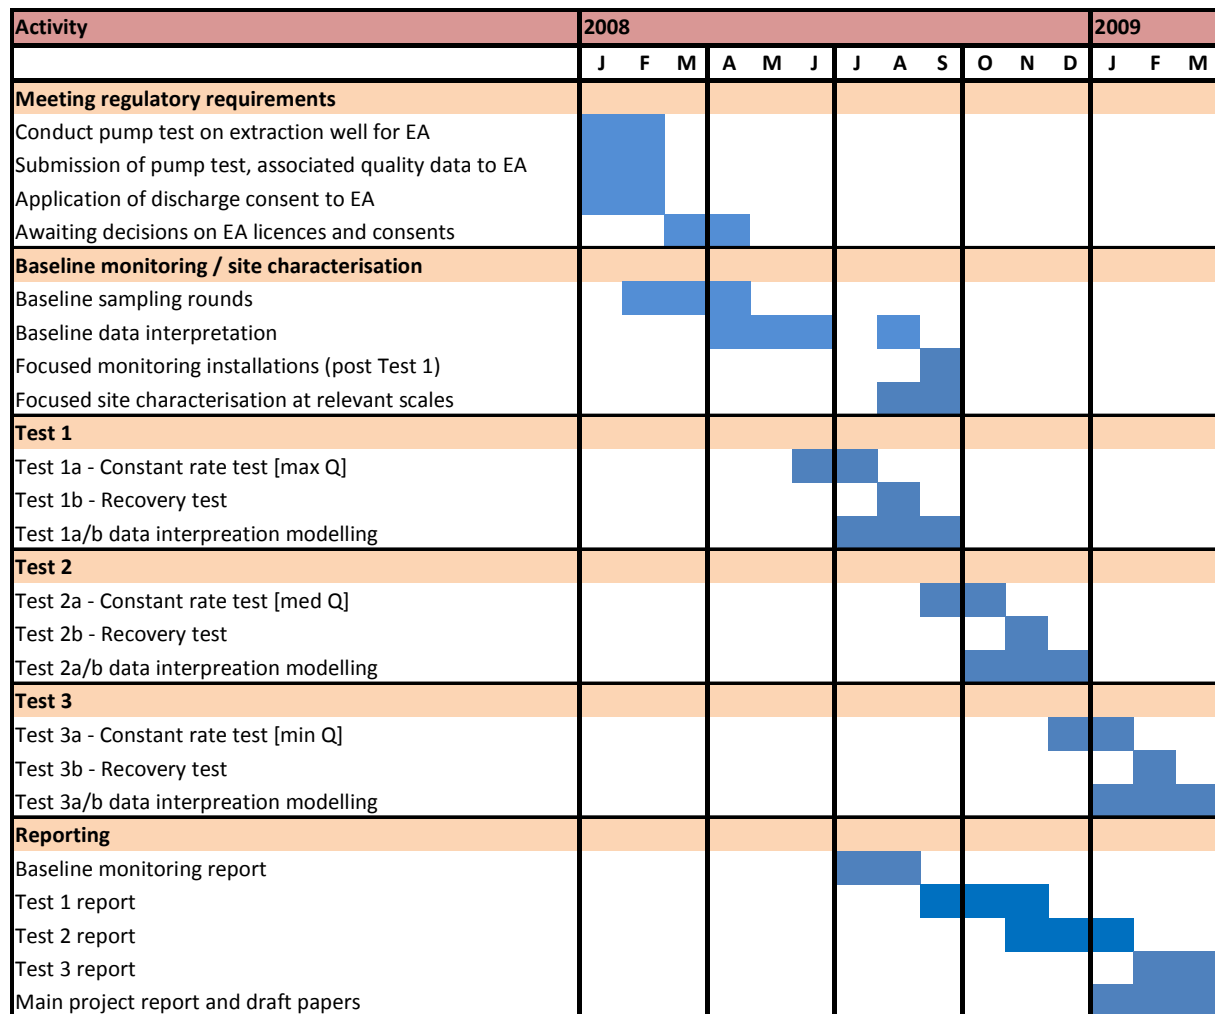 Activity 2008 2009
J F M A M J J A S O N D J F M
Meeting regulatory requirements
Conduct pump test on extraction well for EA
Submission of pump test, associated quality data to EA
Application of discharge consent to EA
Awaiting decisions on EA licences and consents
Baseline monitoring / site characterisation
Baseline sampling rounds
Baseline data interpretation
Focused monitoring installations (post Test 1)
Focused site characterisation at relevant scales
Test 1
Test 1a - Constant rate test [max Q]
Test 1b - Recovery test
Test 1a/b data interpreation modelling
Test 2
Test 2a - Constant rate test [med Q]
Test 2b - Recovery test
Test 2a/b data interpreation modelling
Test 3
Test 3a - Constant rate test [min Q]
Test 3b - Recovery test
Test 3a/b data interpreation modelling
Reporting
Baseline monitoring report
Test 1 report
Test 2 report
Test 3 report
Main project report and draft papers